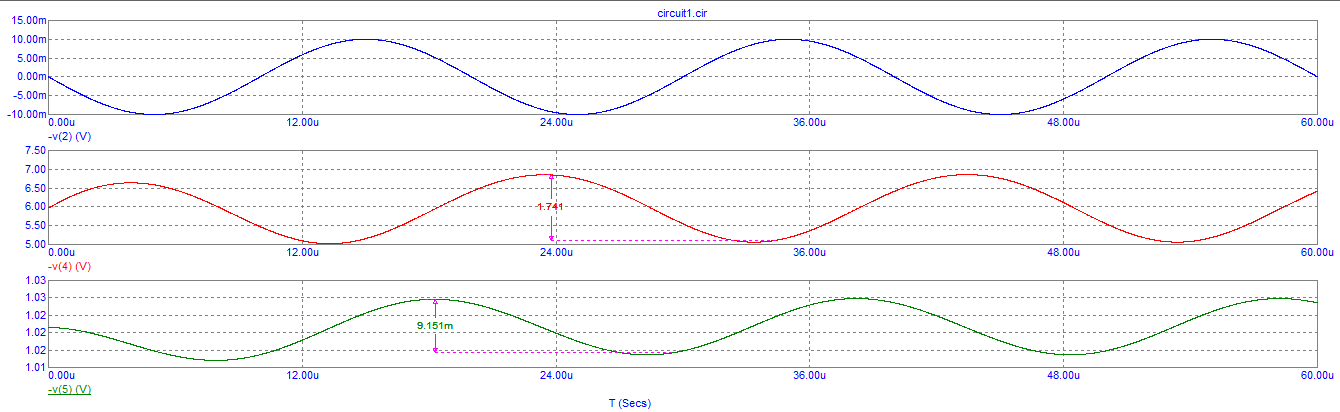 circuit1.cir
15.00m
10.00m
5.00m
0.00m
-5.00m
-10.00m
0.00u 12.00u 24.00u 36.00u 48.00u 60.00u
-v(2) (V)
7.50
7.00
6.50
6.00
5.50
5.00
1.741
0.00u 12.00u 24.00u 36.00u 48.00u 60.00u
-v(4) (V)
1.03
1.03
1.02
1.02
1.02
1.01
9.151m
0.00u 12.00u 24.00u 36.00u 48.00u 60.00u
-v(5) (V)
T (Secs)